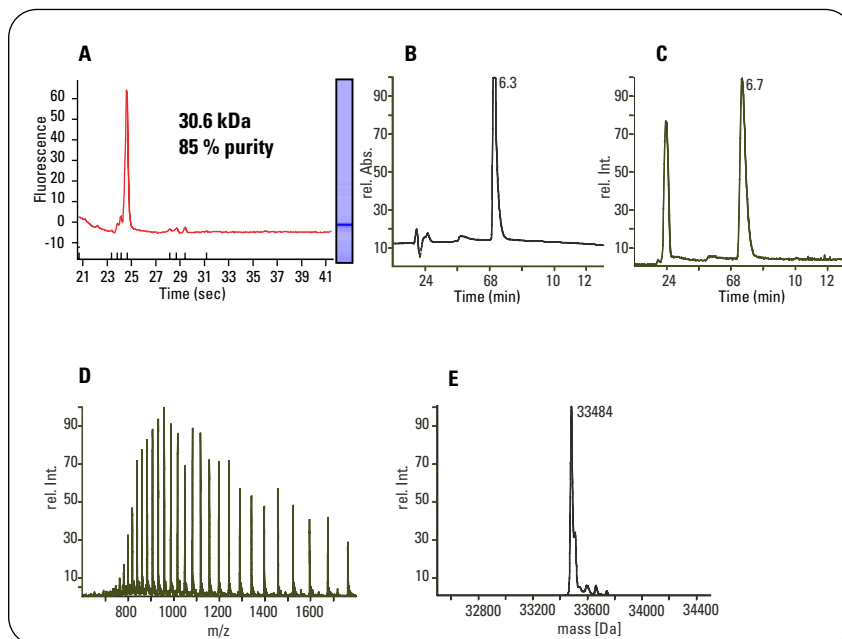 A
Fluorescence
60
50
40
30
20
10
0
-10
30.6 kDa
85 % purity
21 23 25 27 29 31 33 35 37 39 41
Time (sec)
B
rel. Abs.
90
70
50
30
10
6.3
24 68 10 12
Time (min)
C
rel. Int.
90
70
50
30
10
6.7
24 68 10 12
Time (min)
D
rel. Int.
90
70
50
30
10
800 1000 1200 1400 1600
m/z
E
rel. Int.
90
70
50
30
10
33484
32800 33200 33600 34000 34400
mass [Da]